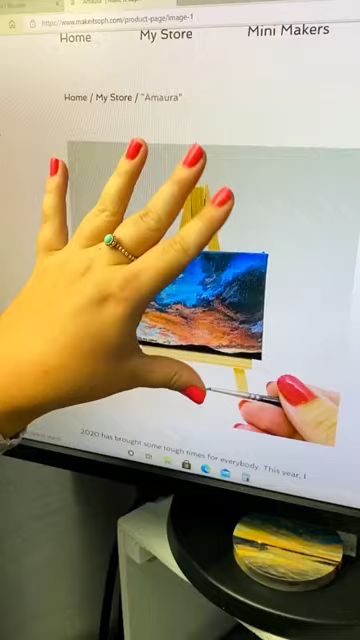 https://www.makeitsoph.com/product-page/image-1
Home My Store Mini Makers
Home / My Store / "Amaura"
2020 has brought some tough times for everybody. This year, I